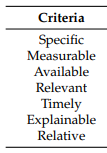 Criteria
Specific
Measurable
Available
Relevant
Timely
Explainable
Relative